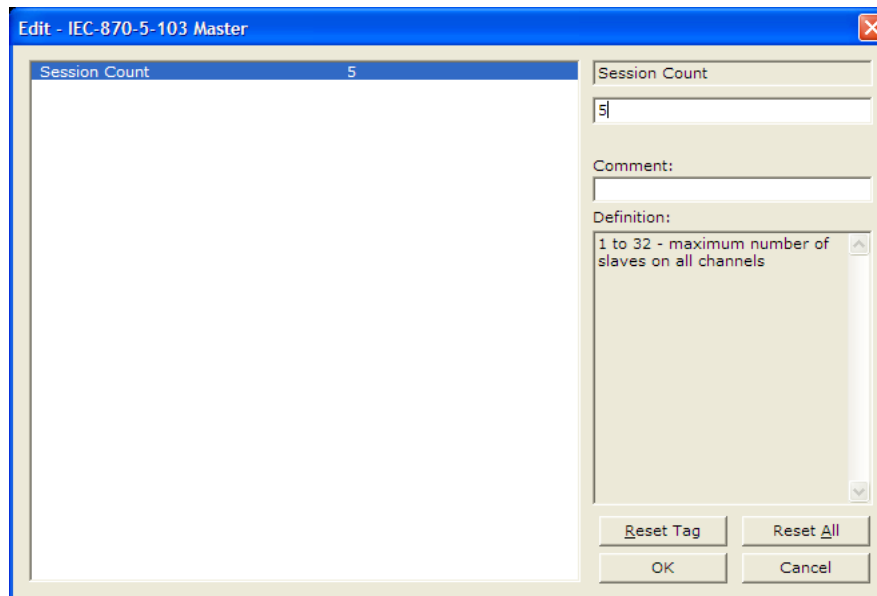 Edit - IEC-870-5-103 Master
Session Count 5
Session Count
5
Comment:
Definition:
1 to 32 - maximum number of
slaves on all channels
Reset Tag Reset All
OK Cancel